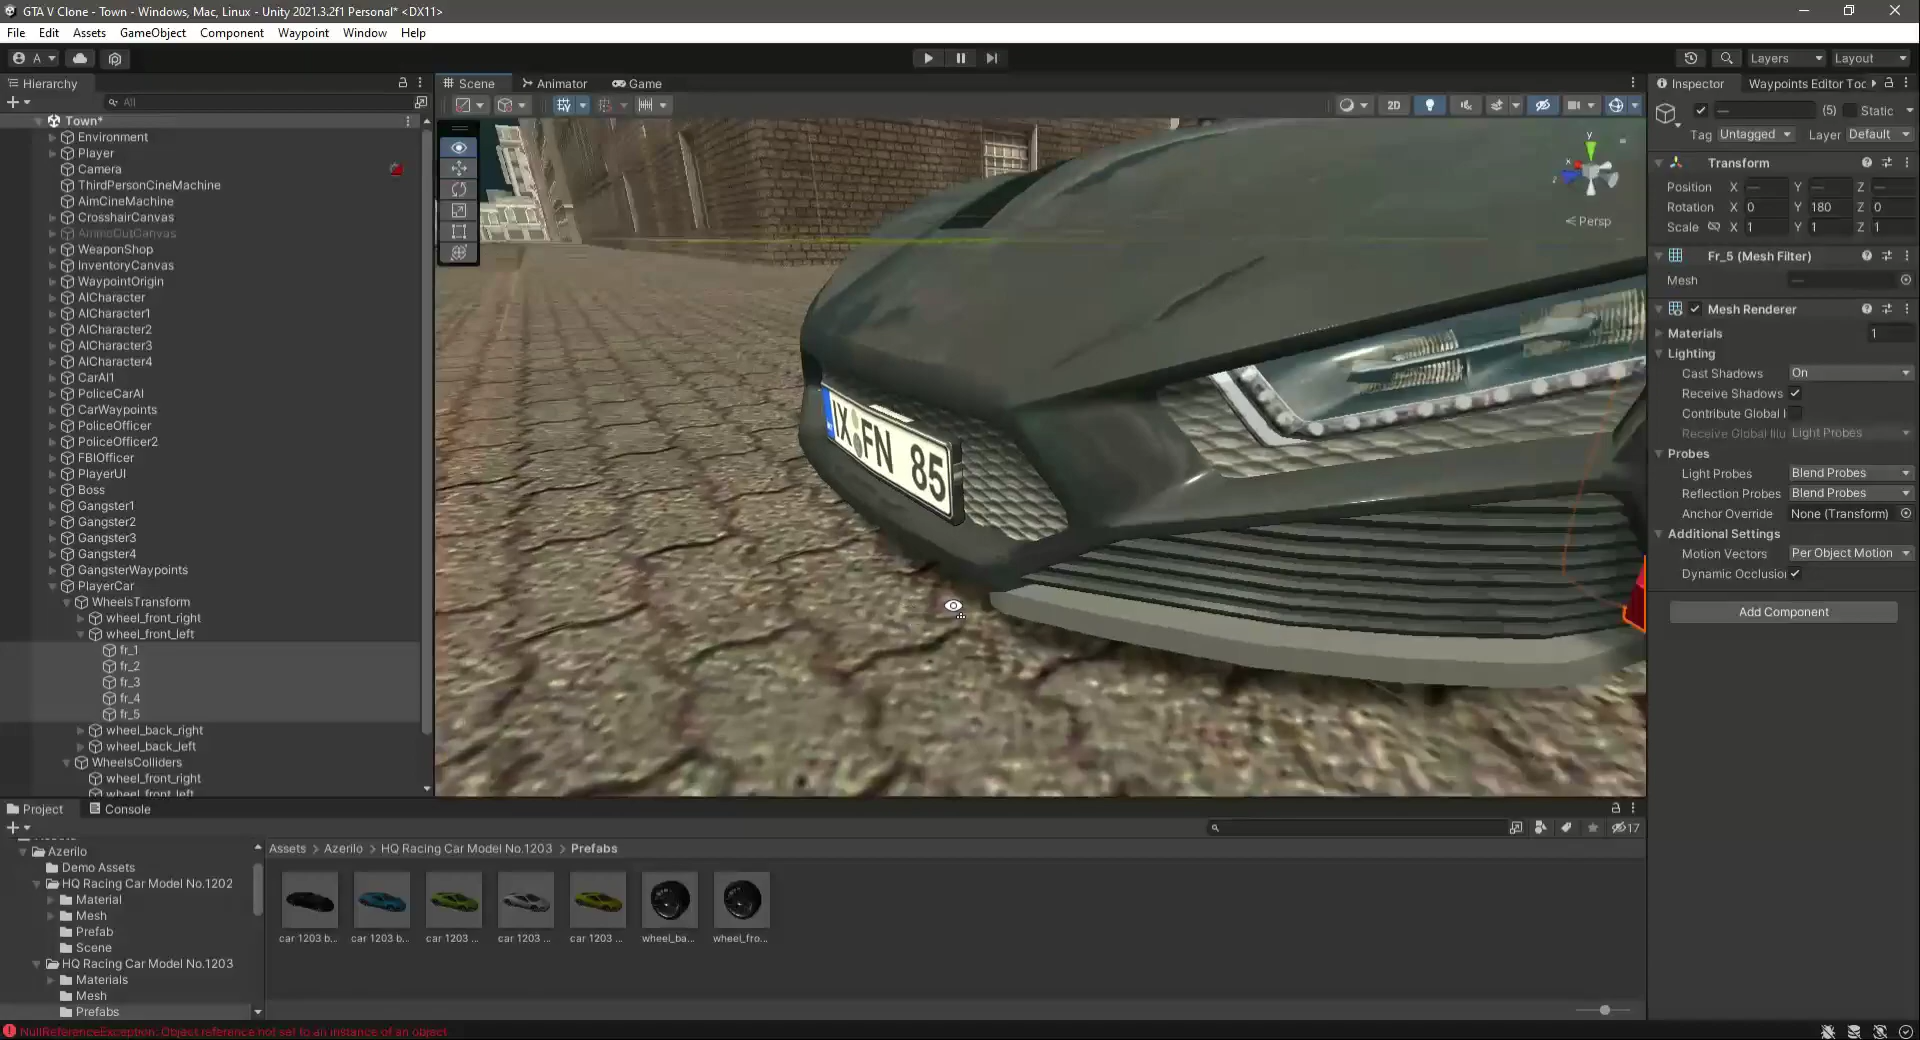 GTA V Clone - Town - Windows, Mac, Linux - Unity 2021.3.2f1 Personal* <DX11>
File Edit Assets GameObject Component Waypoint Window Help
A Layers Layout
Hierarchy
All
Town*
Environment
Player
Camera
ThirdPersonCineMachine
AimCineMachine
CrosshairCanvas
AmmoOutCanvas
WeaponShop
InventoryCanvas
WaypointOrigin
AICharacter
AICharacter1
AICharacter2
AICharacter3
AICharacter4
CarAI1
PoliceCarAI
CarWaypoints
PoliceOfficer
PoliceOfficer2
FBIOfficer
PlayerUI
Boss
Gangster1
Gangster2
Gangster3
Gangster4
GangsterWaypoints
PlayerCar
WheelsTransform
wheel_front_right
wheel_front_left
fr_1
fr_2
fr_3
fr_4
fr_5
wheel_back_right
wheel_back_left
WheelsColliders
wheel_front_right
wheel_front_left
Scene Animator Game
2D
y
x
z
Persp
IX FN 85
Inspector Waypoints Editor Toc
— (5) Static
Tag Untagged Layer Default
Transform
Position X — Y — Z —
Rotation X 0 Y 180 Z 0
Scale X 1 Y 1 Z 1
Fr_5 (Mesh Filter)
Mesh —
Mesh Renderer
Materials 1
Lighting
Cast Shadows On
Receive Shadows
Contribute Global I
Receive Global Illu Light Probes
Probes
Light Probes Blend Probes
Reflection Probes Blend Probes
Anchor Override None (Transform)
Additional Settings
Motion Vectors Per Object Motion
Dynamic Occlusion
Add Component
Project Console
17
Azerilo
Demo Assets
HQ Racing Car Model No.1202
Material
Mesh
Prefab
Scene
HQ Racing Car Model No.1203
Materials
Mesh
Prefabs
Assets > Azerilo > HQ Racing Car Model No.1203 > Prefabs
car 1203 b... car 1203 b... car 1203 ... car 1203 ... car 1203 ... wheel_ba... wheel_fro...
NullReferenceException: Object reference not set to an instance of an object